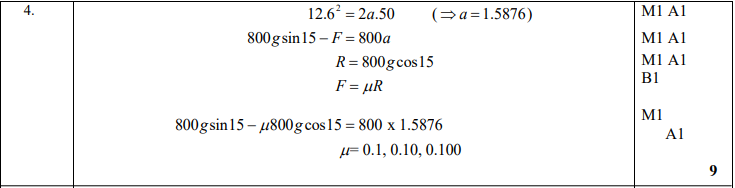 4. 12.6² = 2a.50 (⇒ a = 1.5876) M1 A1
800g sin15 − F = 800a M1 A1
R = 800g cos15 M1 A1
F = μR B1
M1
800g sin15 − μ800g cos15 = 800 x 1.5876
A1
μ= 0.1, 0.10, 0.100
9